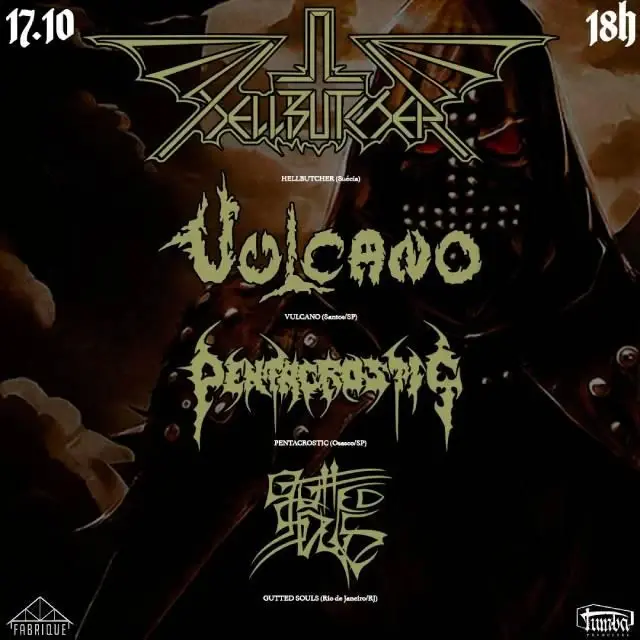 17.10
18h
HELLBUTCHER
HELLBUTCHER (Suécia)
VULCANO
VULCANO (Santos/SP)
PENTACROSTIC
PENTACROSTIC (Osasco/SP)
GUTTED
SOULS
GUTTED SOULS (Rio de Janeiro/RJ)
FABRIQUE
Tumba